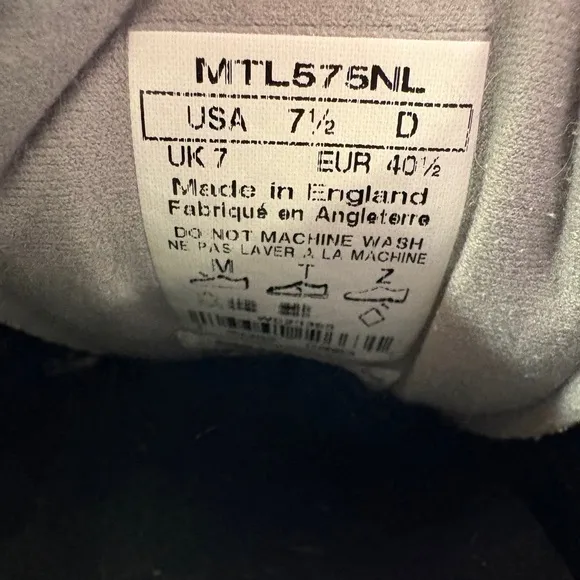 MTL575NL
USA 7½ D
UK 7 EUR 40½
Made in England
Fabriqué en Angleterre
DO NOT MACHINE WASH
NE PAS LAVER A LA MACHINE
M T Z